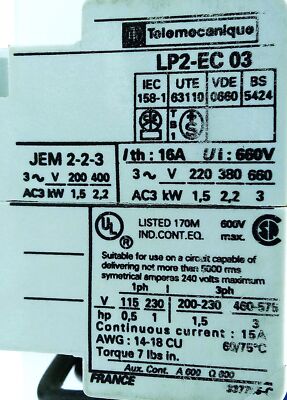 Telemecanique
LP2-EC 03
IEC UTE VDE BS
158-1 63110 0660 5424
JEM 2-2-3
Ith : 16A Ui : 660V
3~V 200 400
AC3 kW 1,5 2,2
3~V 220 380 660
AC3 kW 1,5 2,2 3
UL
LISTED 170M 600V
IND.CONT.EQ. max.
Suitable for use on a circuit capable of
delivering not more than 5000 rms
symetrical amperes 240 volts maximum
1ph 3ph
V 115 230 200-230 460-575
hp 0,5 1 1,5 3
Continuous current : 15A
AWG : 14-18 CU 60/75°C
Torque 7 lbs in.
Aux. Cont. A 600 Q 600
FRANCE